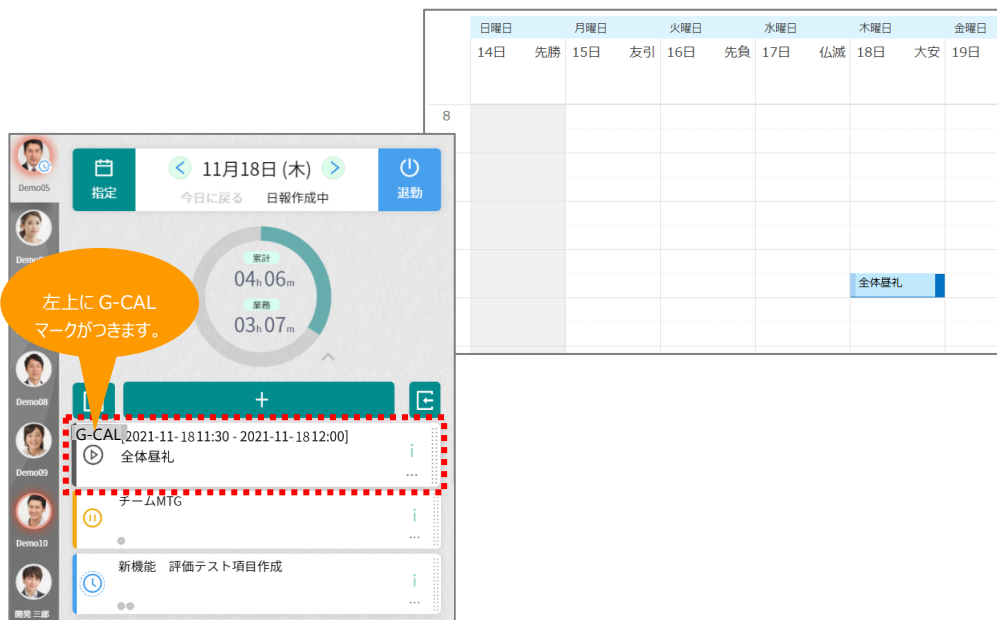 日曜日 月曜日 火曜日 水曜日 木曜日 金曜日
14日 先勝 15日 友引 16日 先負 17日 仏滅 18日 大安 19日
8
全体昼礼
Demo05
指定
11月18日 (木)
今日に戻る 日報作成中
退勤
累計
04h 06m
業務
03h 07m
左上に G-CAL
マークがつきます。
Demo08
+
G-CAL
[2021-11-18 11:30 - 2021-11-18 12:00]
全体昼礼
i
...
Demo09
チームMTG
i
...
Demo10
新機能 評価テスト項目作成
i
...
開発 三郎